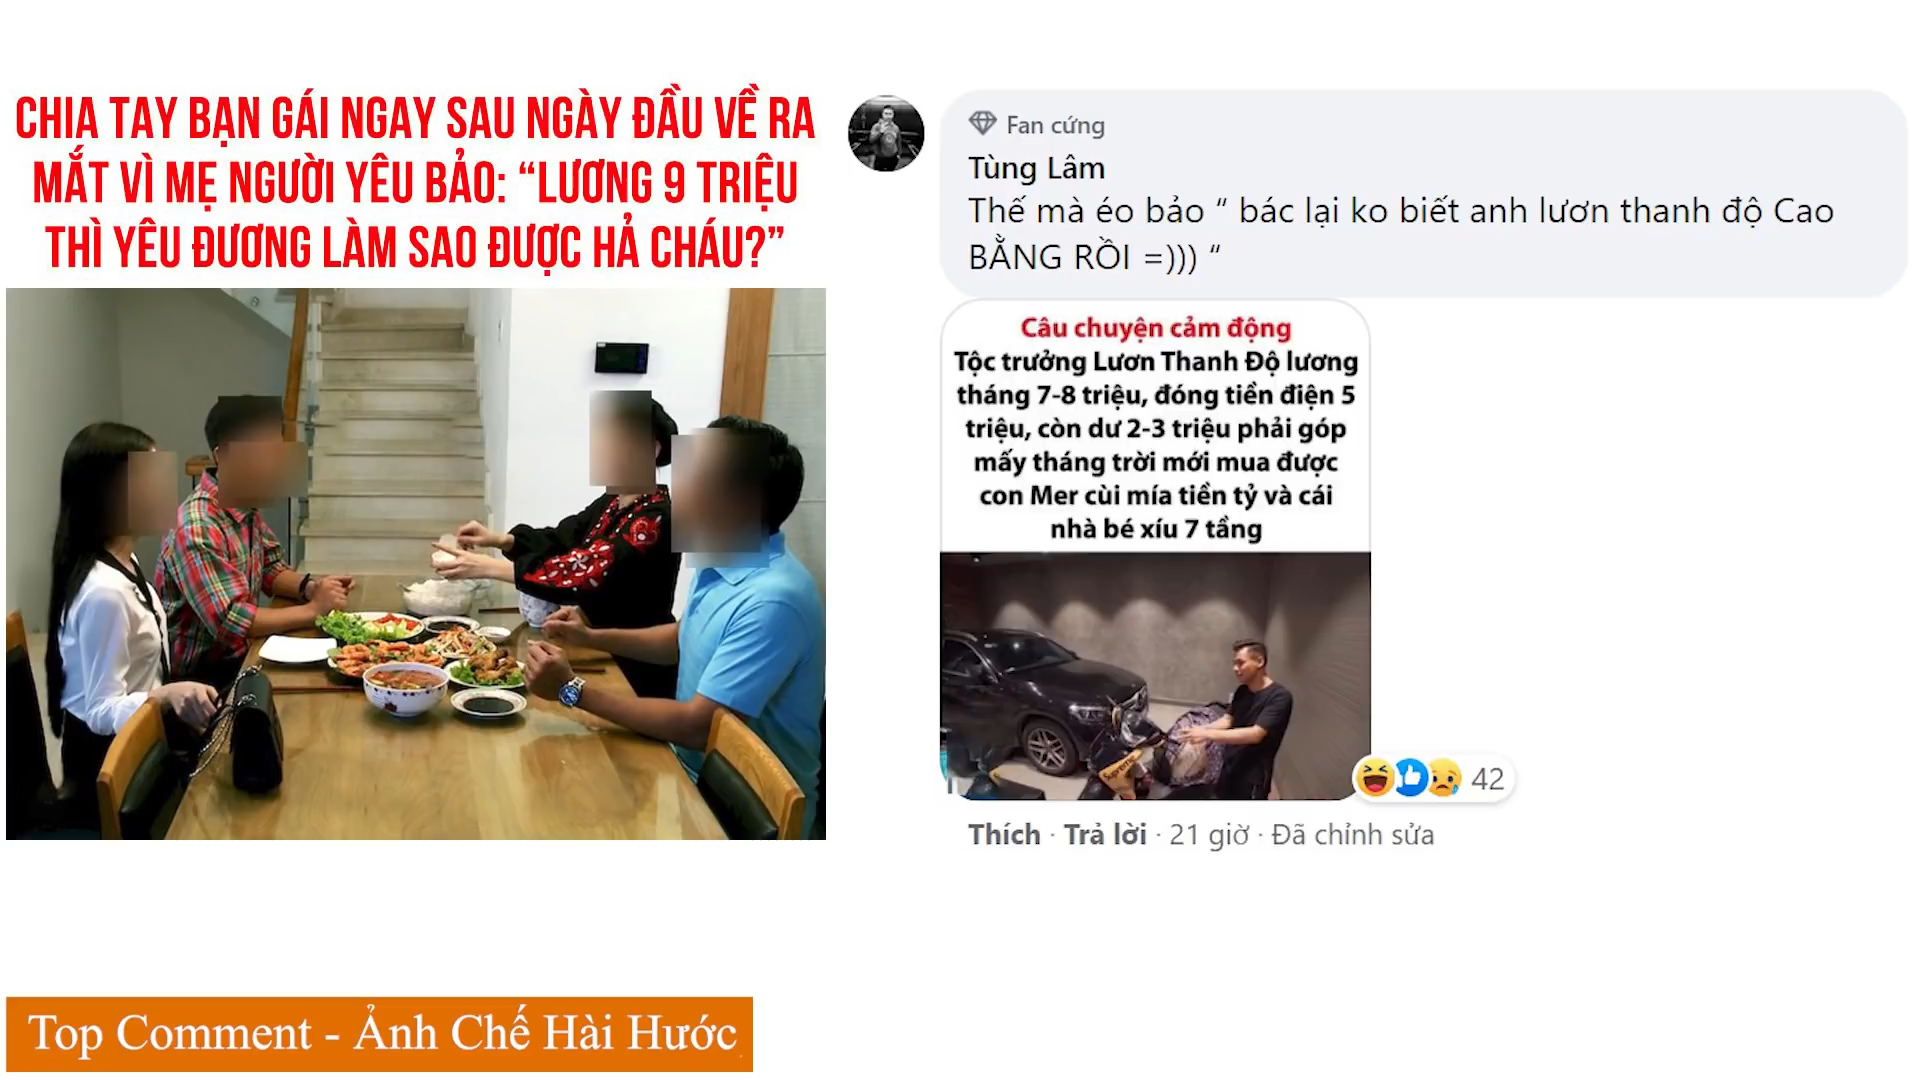 CHIA TAY BẠN GÁI NGAY SAU NGÀY ĐẦU VỀ RA
MẮT VÌ MẸ NGƯỜI YÊU BẢO: “LƯƠNG 9 TRIỆU
THÌ YÊU ĐƯƠNG LÀM SAO ĐƯỢC HẢ CHÁU?”
Fan cứng
Tùng Lâm
Thế mà éo bảo “ bác lại ko biết anh lươn thanh độ Cao
BẰNG RỒI =))) “
Câu chuyện cảm động
Tộc trưởng Lươn Thanh Độ lương
tháng 7-8 triệu, đóng tiền điện 5
triệu, còn dư 2-3 triệu phải góp
mấy tháng trời mới mua được
con Mer cùi mía tiền tỷ và cái
nhà bé xíu 7 tầng
Supreme
42
Thích · Trả lời · 21 giờ · Đã chỉnh sửa
Top Comment - Ảnh Chế Hài Hước